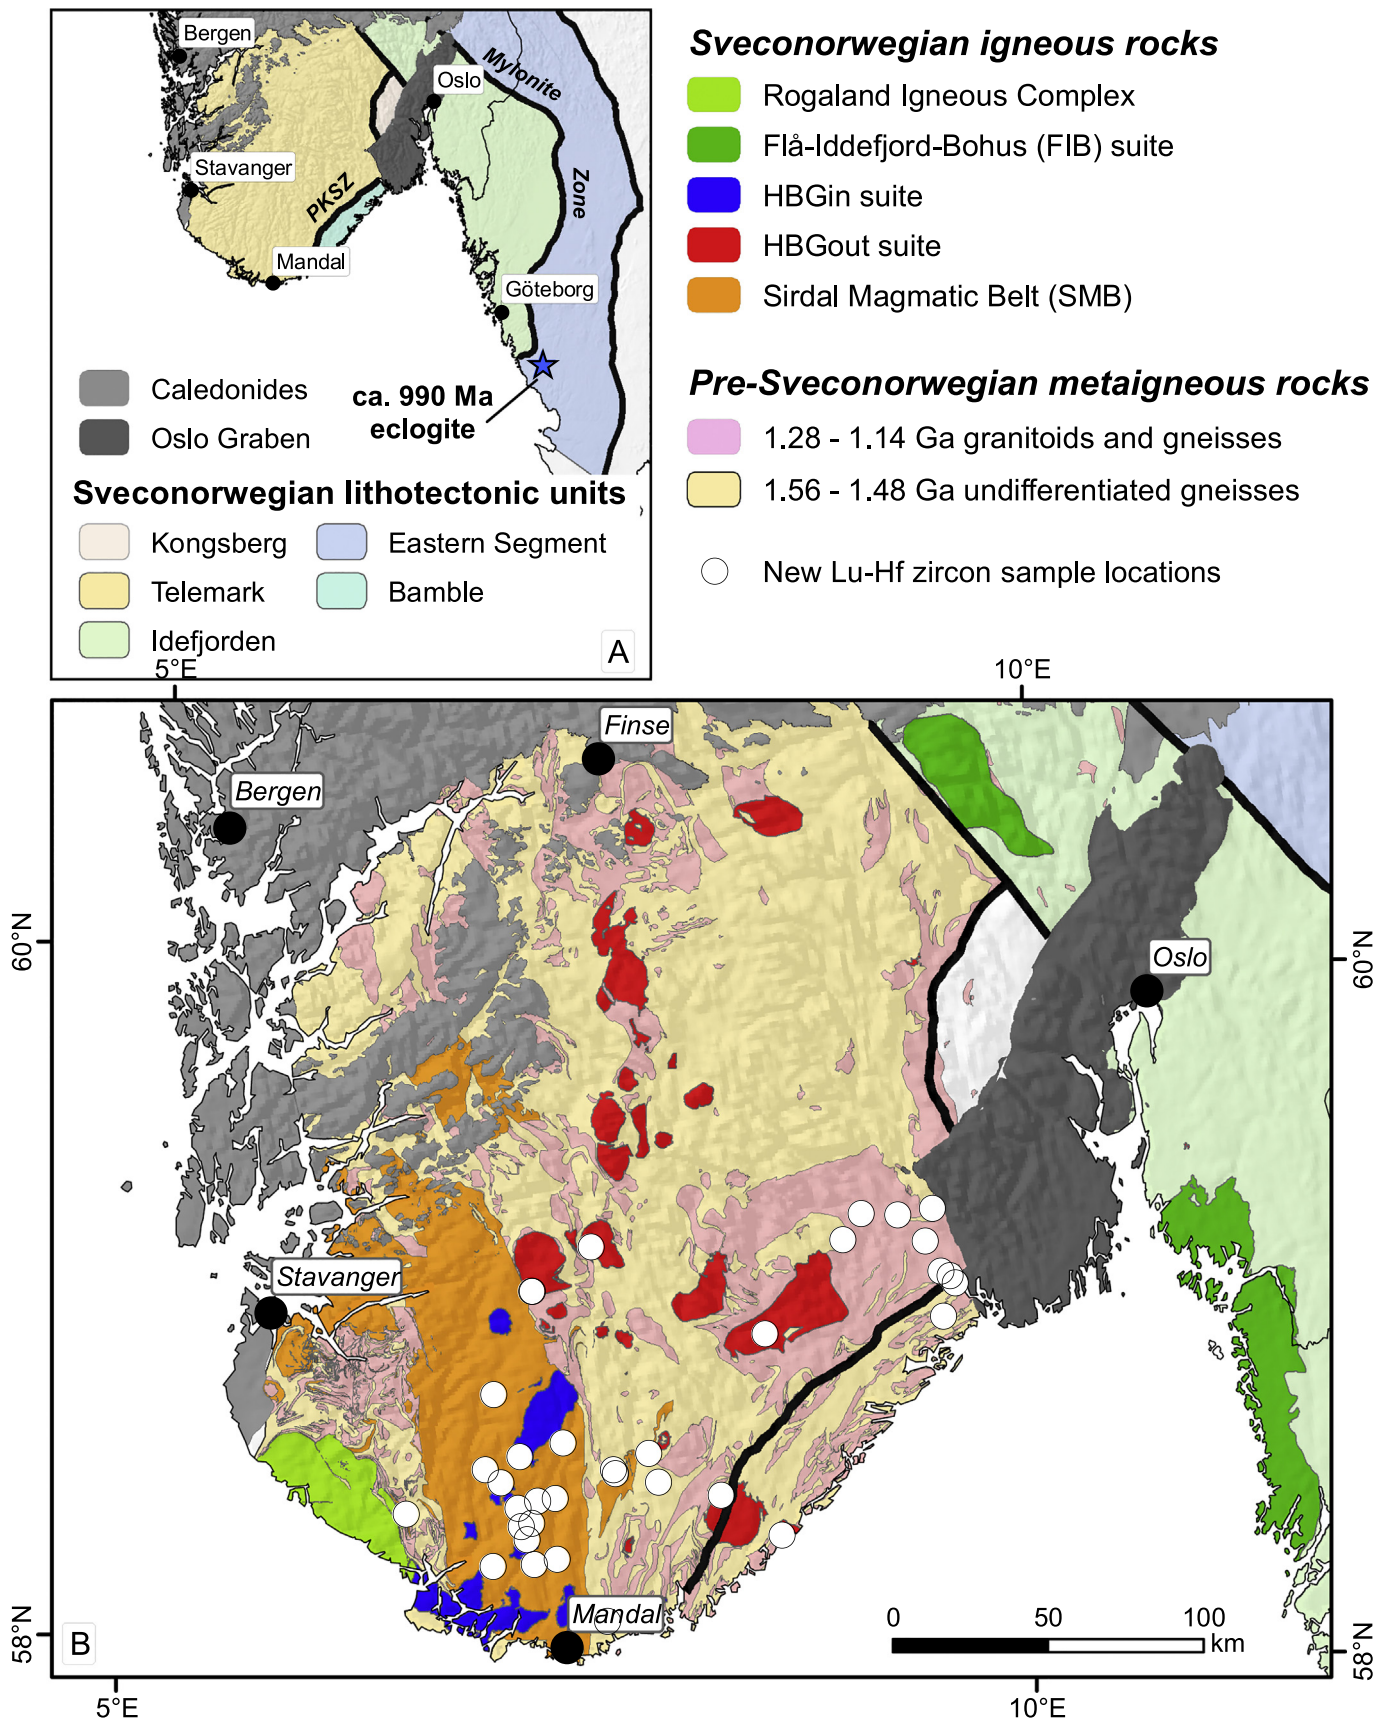 Bergen
Oslo
Mylonite
Stavanger
PKSZ
Zone
Mandal
Göteborg
ca. 990 Ma
eclogite
Caledonides
Oslo Graben
Sveconorwegian lithotectonic units
Kongsberg
Eastern Segment
Telemark
Bamble
Idefjorden
A
Sveconorwegian igneous rocks
Rogaland Igneous Complex
Flå-Iddefjord-Bohus (FIB) suite
HBGin suite
HBGout suite
Sirdal Magmatic Belt (SMB)
Pre-Sveconorwegian metaigneous rocks
1.28 - 1.14 Ga granitoids and gneisses
1.56 - 1.48 Ga undifferentiated gneisses
New Lu-Hf zircon sample locations
5°E
10°E
Finse
Bergen
60°N
60°N
Oslo
Stavanger
Mandal
0 50 100
km
58°N
58°N
B
5°E
10°E